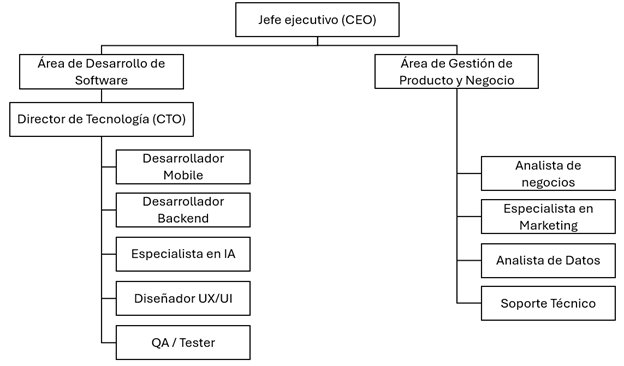 Jefe ejecutivo (CEO)
Área de Desarrollo de
Software
Director de Tecnología (CTO)
Desarrollador
Mobile
Desarrollador
Backend
Especialista en IA
Diseñador UX/UI
QA / Tester
Área de Gestión de
Producto y Negocio
Analista de
negocios
Especialista en
Marketing
Analista de Datos
Soporte Técnico